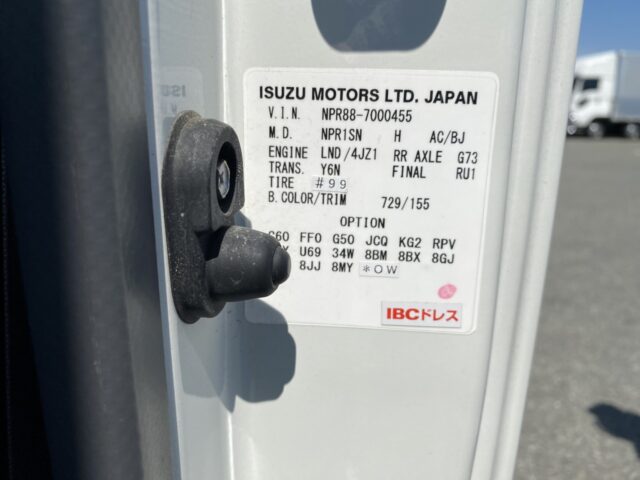 ISUZU MOTORS LTD. JAPAN
V.I.N. NPR88-7000455
M.D. NPR1SN H AC/BJ
ENGINE LND/4JZ1 RR AXLE G73
TRANS. Y6N FINAL RU1
TIRE #99
B.COLOR/TRIM 729/155
OPTION
FF0 G50 JCQ KG2 RPV
U69 34W 8BM 8BX 8GJ
8JJ 8MY *OW
IBCドレス